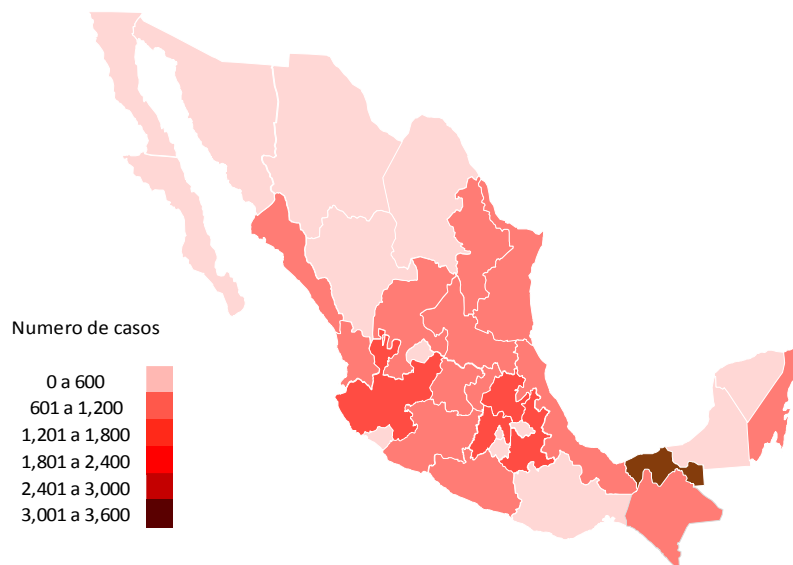 Numero de casos
0 a 600
601 a 1,200
1,201 a 1,800
1,801 a 2,400
2,401 a 3,000
3,001 a 3,600